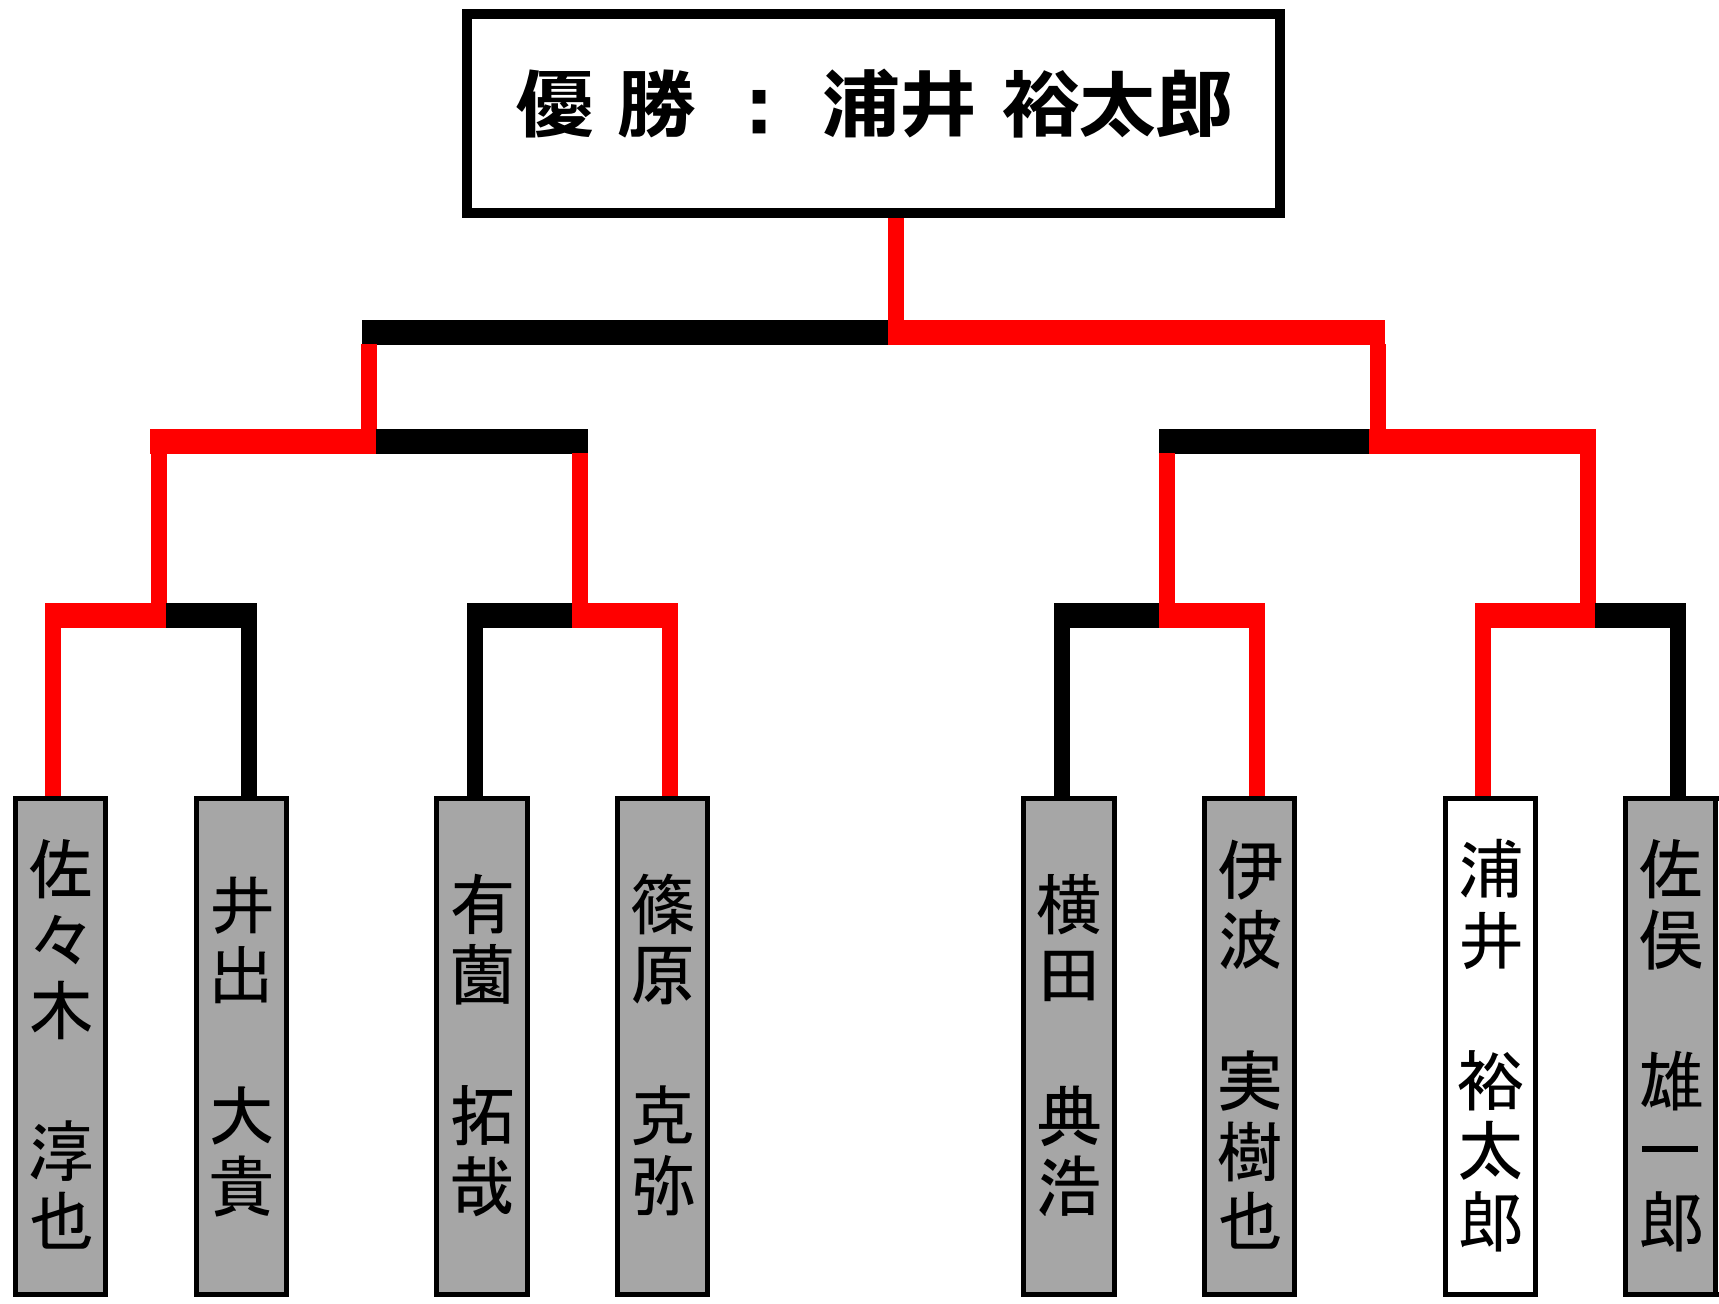 優 勝 : 浦井 裕太郎
佐々木 淳也
井出 大貴
有薗 拓哉
篠原 克弥
横田 典浩
伊波 実樹也
浦井 裕太郎
佐俣 雄一郎